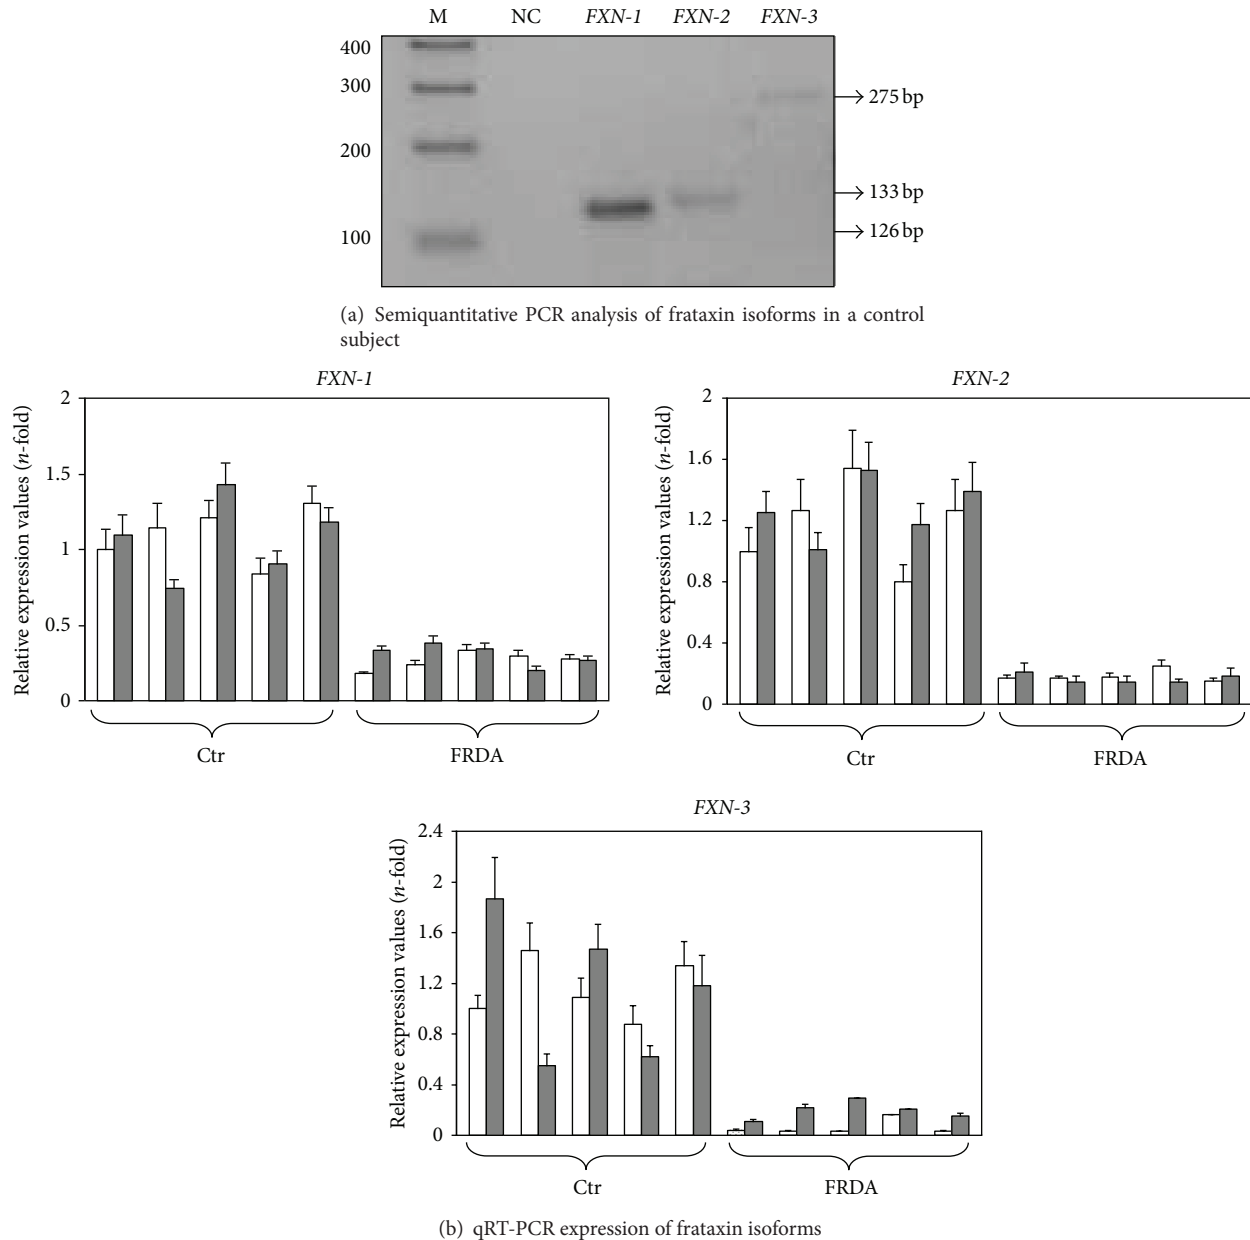 M NC FXN-1 FXN-2 FXN-3
400
300
200
100
275 bp
133 bp
126 bp
(a) Semiquantitative PCR analysis of frataxin isoforms in a control
subject
FXN-1
Relative expression values (n-fold)
2
1.5
1
0.5
0
Ctr FRDA
FXN-2
Relative expression values (n-fold)
2
1.6
1.2
0.8
0.4
0
Ctr FRDA
FXN-3
Relative expression values (n-fold)
2.4
2
1.6
1.2
0.8
0.4
0
Ctr FRDA
(b) qRT-PCR expression of frataxin isoforms